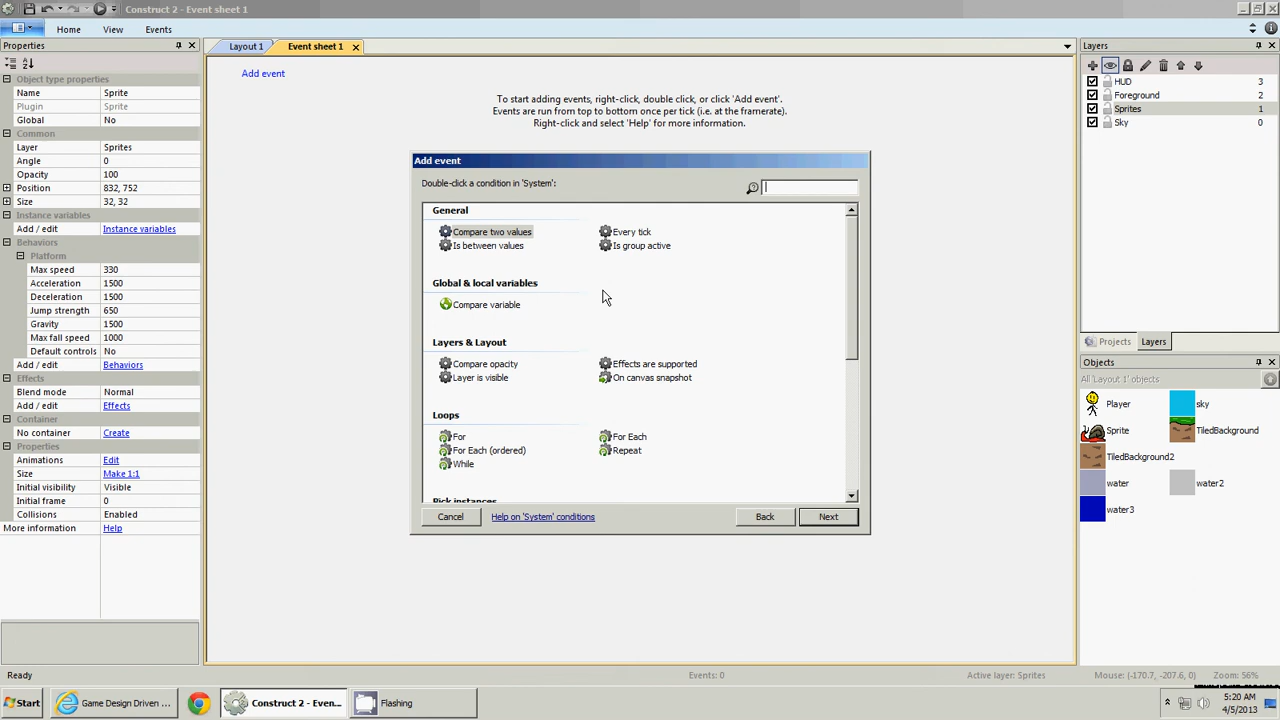 Construct 2 - Event sheet 1
Home View Events
Properties
Object type properties
Name Sprite
Plugin Sprite
Global No
Common
Layer Sprites
Angle 0
Opacity 100
Position 832, 752
Size 32, 32
Instance variables
Add / edit Instance variables
Behaviors
Platform
Max speed 330
Acceleration 1500
Deceleration 1500
Jump strength 650
Gravity 1500
Max fall speed 1000
Default controls No
Add / edit Behaviors
Effects
Blend mode Normal
Add / edit Effects
Container
No container Create
Properties
Animations Edit
Size Make 1:1
Initial visibility Visible
Initial frame 0
Collisions Enabled
More information Help
Layout 1 Event sheet 1
Add event
To start adding events, right-click, double click, or click 'Add event'.
Events are run from top to bottom once per tick (i.e. at the framerate).
Right-click and select 'Help' for more information.
Add event
Double-click a condition in 'System':
General
Compare two values Every tick
Is between values Is group active
Global & local variables
Compare variable
Layers & Layout
Compare opacity Effects are supported
Layer is visible On canvas snapshot
Loops
For For Each
For Each (ordered) Repeat
While
Pick instances
Cancel Help on 'System' conditions Back Next
Layers
HUD 3
Foreground 2
Sprites 1
Sky 0
Projects Layers
Objects
All 'Layout 1' objects
Player sky
Sprite TiledBackground
TiledBackground2
water water2
water3
Ready Events: 0 Active layer: Sprites Mouse: (-170.7, -207.6, 0) Zoom: 56%
Start Game Design Driven ... Construct 2 - Even... Flashing
5:20 AM
4/5/2013